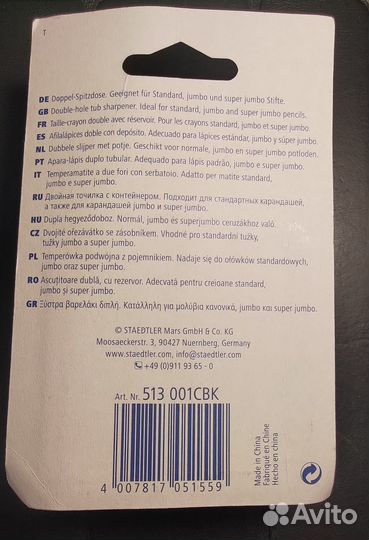 T
DE Doppel-Spitzdose. Geeignet für Standard, jumbo und super jumbo Stifte.
GB Double-hole tub sharpener. Ideal for standard, jumbo and super jumbo pencils.
FR Taille-crayon double avec réservoir. Pour les crayons standard, jumbo et super jumbo.
ES Afilalápices doble con depósito. Adecuado para lápices estándar, jumbo y súper jumbo.
NL Dubbele slijper met potje. Geschikt voor normale, jumbo en super jumbo potloden.
PT Apara-lápis duplo tubular. Adequado para lápis padrão, jumbo e super jumbo.
IT Temperamatite a due fori con serbatoio. Adatto per matite standard,
jumbo e super jumbo.
RU Двойная точилка с контейнером. Подходит для стандартных карандашей,
а также для карандашей jumbo и super jumbo.
HU Dupla hegyeződoboz. Normál, jumbo és superjumbo ceruzákhoz való.
CZ Dvojité ořezávátko se zásobníkem. Vhodné pro standardní tužky,
tužky jumbo a super jumbo.
PL Temperówka podwójna z pojemnikiem. Nadaje się do ołówków standardowych,
jumbo oraz super jumbo.
RO Ascuţitoare dublă, cu rezervor. Adecvată pentru creioane standard,
jumbo şi super jumbo.
GR Ξύστρα βαρελάκι διπλή. Κατάλληλη για μολύβια κανονικά, jumbo και super jumbo.
© STAEDTLER Mars GmbH & Co. KG
Moosaeckerstr. 3, 90427 Nuernberg, Germany
www.staedtler.com, info@staedtler.com
+49 (0)911 93 65 - 0
Art. Nr. 513 001CBK
4 007817 051559
Made in China
Fabriqué en Chine
Hecho en china
Avito